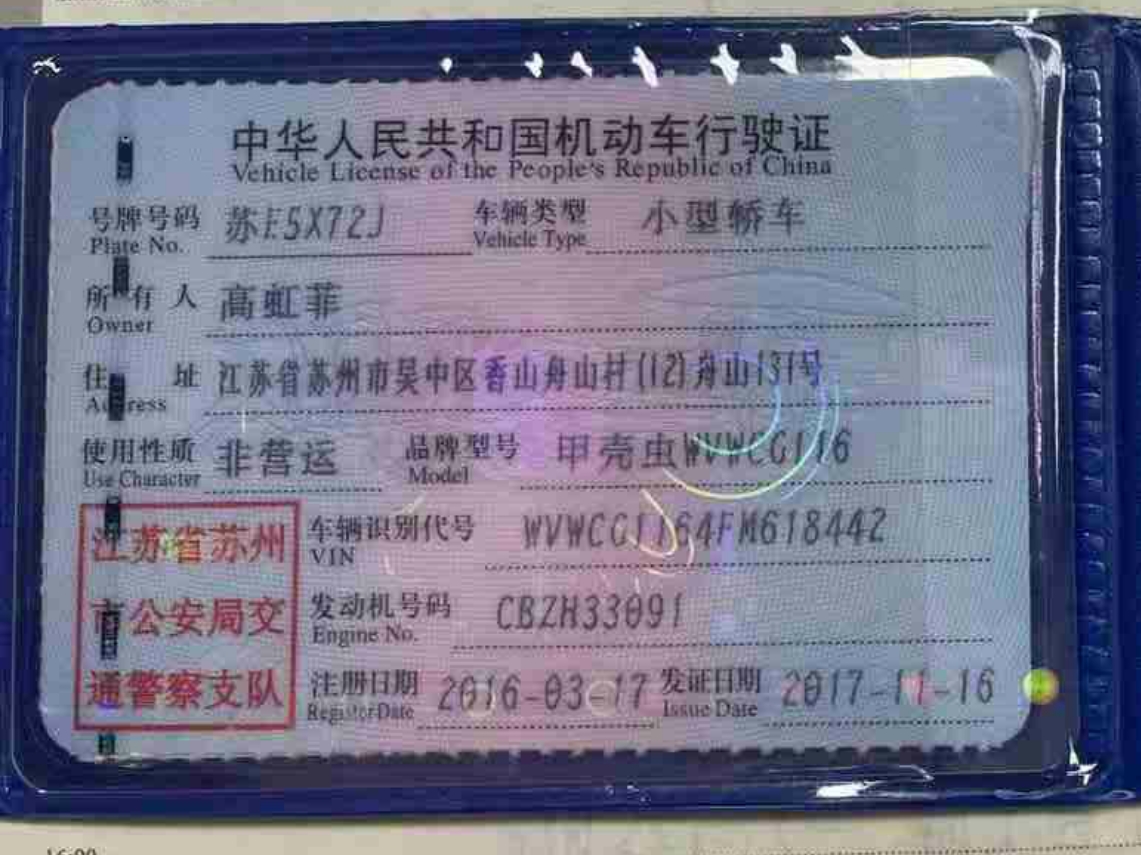 中华人民共和国机动车行驶证
Vehicle License of the People's Republic of China
号牌号码 苏E5X72J 车辆类型 小型轿车
Plate No. Vehicle Type
所有人 高虹菲
Owner
住址 江苏省苏州市吴中区香山舟山村(12)舟山131号
Address
使用性质 非营运 品牌型号 甲壳虫WVWCG116
Use Character Model
江苏省苏州 车辆识别代号 WVWCG1164FM618442
VIN
市公安局交 发动机号码 CBZH33091
Engine No.
通警察支队 注册日期 2016-03-17 发证日期 2017-11-16
Register Date Issue Date